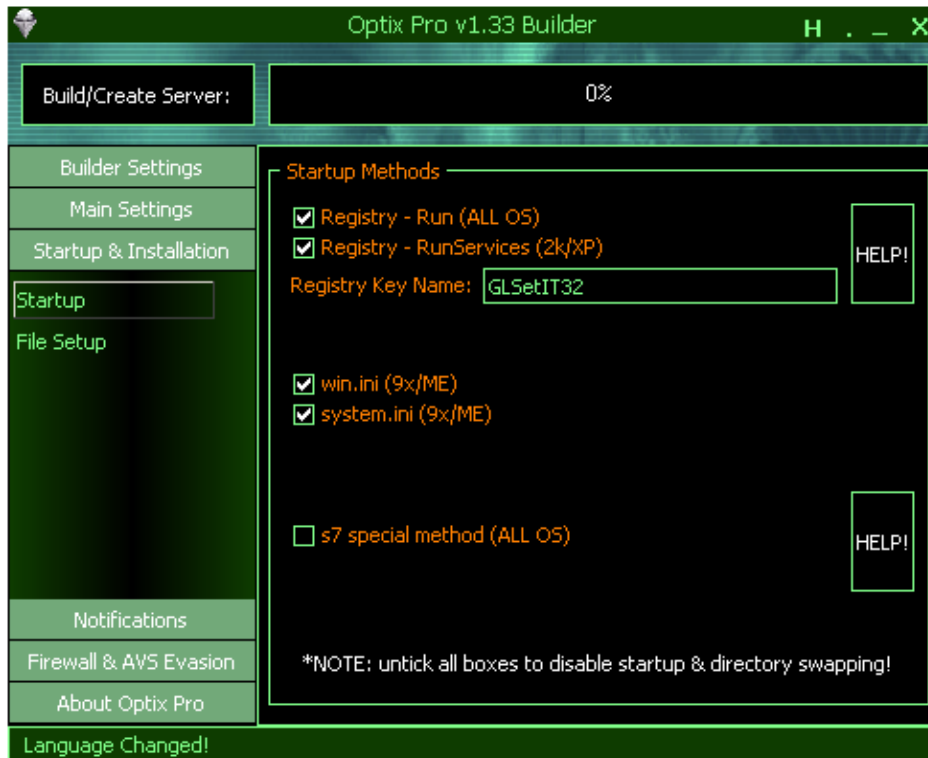 Optix Pro v1.33 Builder
H . _ X
Build/Create Server:
0%
Builder Settings
Main Settings
Startup & Installation
Startup
File Setup
Notifications
Firewall & AVS Evasion
About Optix Pro
Startup Methods
Registry - Run (ALL OS)
Registry - RunServices (2k/XP)
HELP!
Registry Key Name: GLSetIT32
win.ini (9x/ME)
system.ini (9x/ME)
s7 special method (ALL OS)
HELP!
*NOTE: untick all boxes to disable startup & directory swapping!
Language Changed!